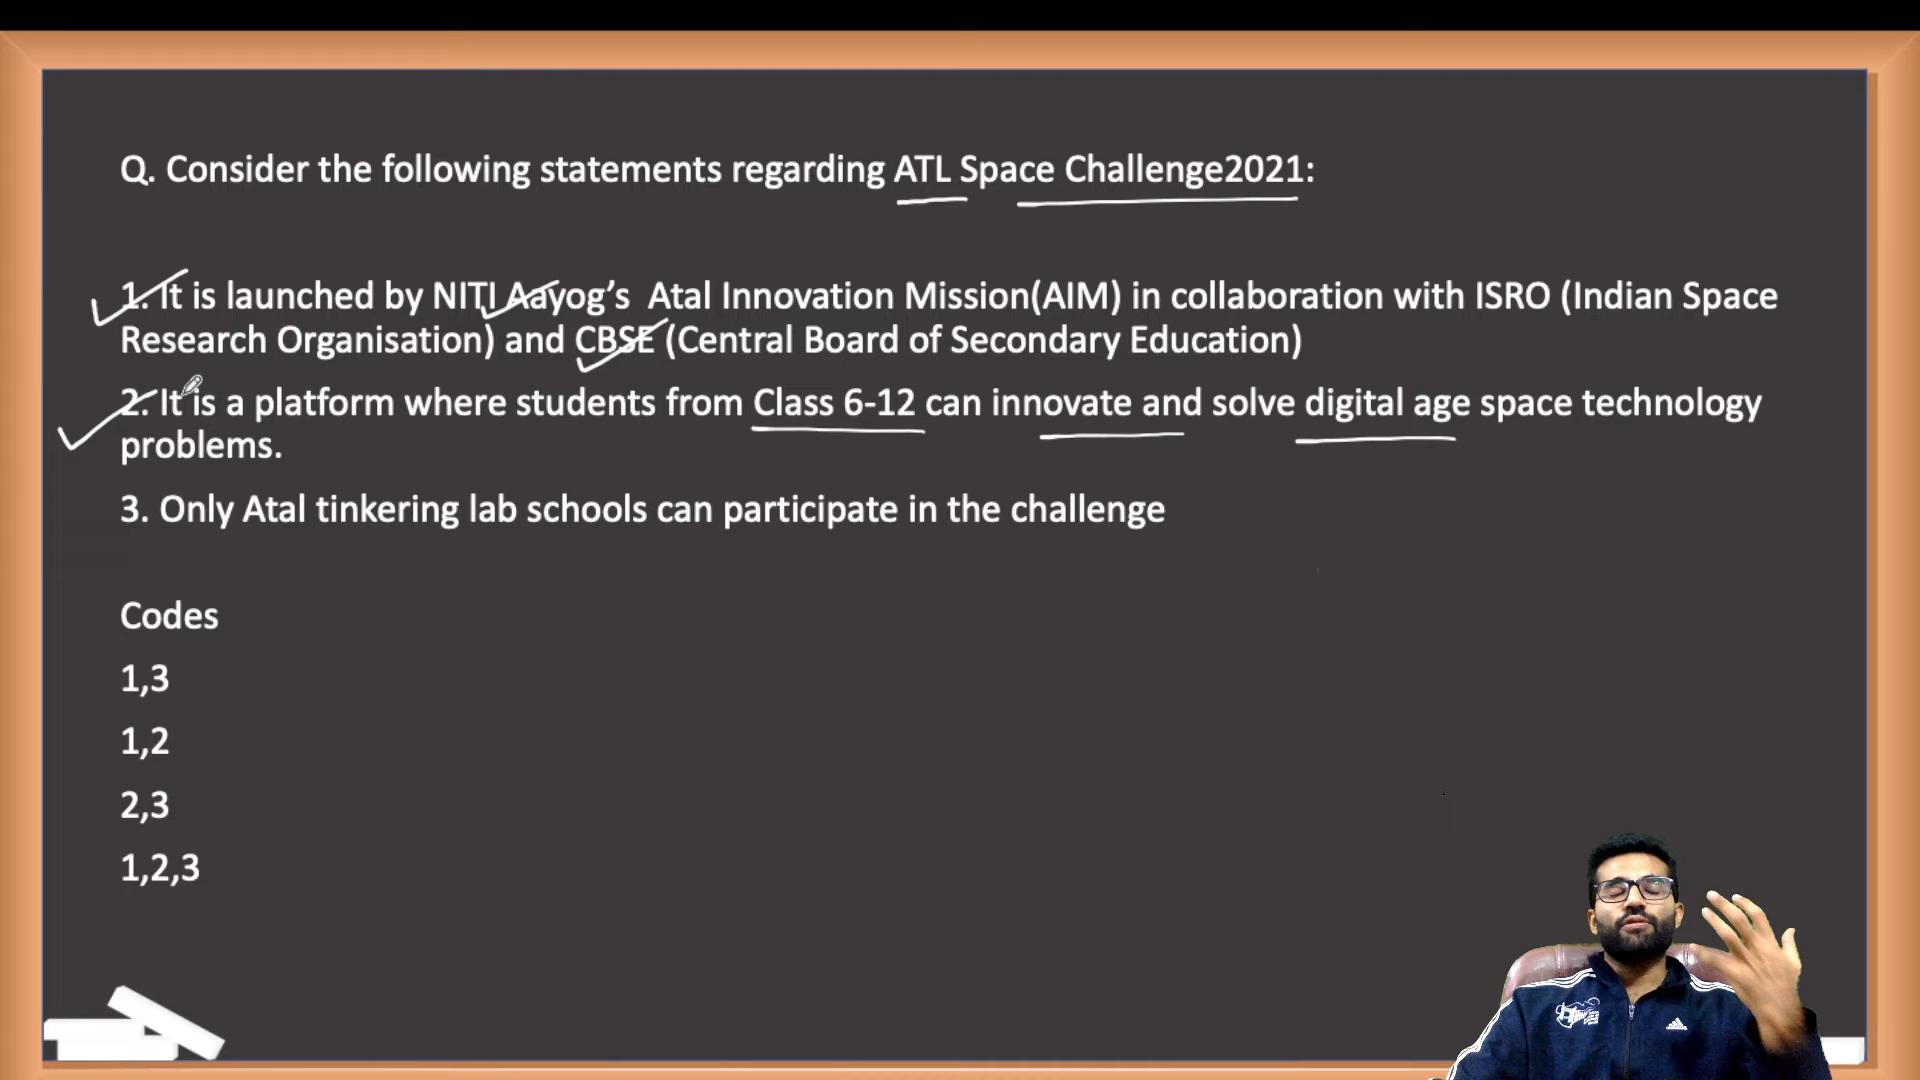 Q. Consider the following statements regarding ATL Space Challenge2021:
1. It is launched by NITI Aayog’s Atal Innovation Mission(AIM) in collaboration with ISRO (Indian Space
Research Organisation) and CBSE (Central Board of Secondary Education)
2. It is a platform where students from Class 6-12 can innovate and solve digital age space technology
problems.
3. Only Atal tinkering lab schools can participate in the challenge
Codes
1,3
1,2
2,3
1,2,3